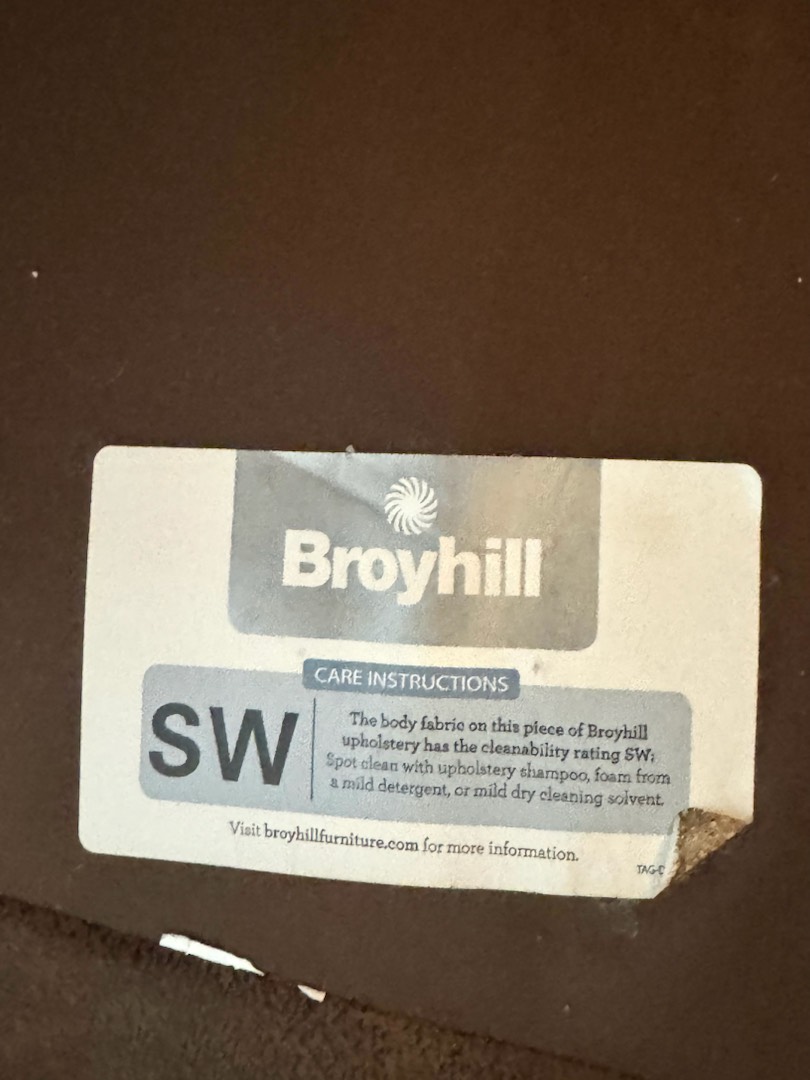 Broyhill
CARE INSTRUCTIONS
SW
The body fabric on this piece of Broyhill
upholstery has the cleanability rating SW:
Spot clean with upholstery shampoo, foam from
a mild detergent, or mild dry cleaning solvent.
Visit broyhillfurniture.com for more information.